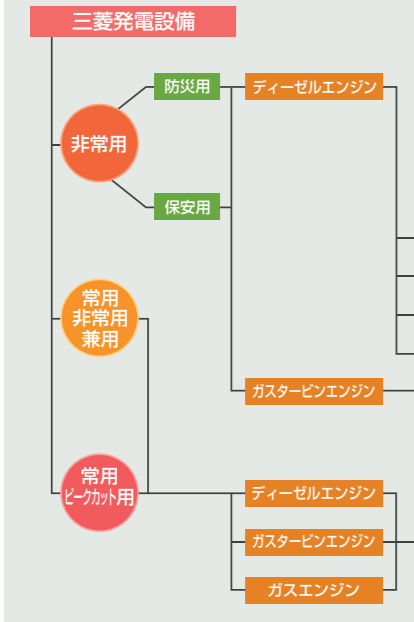 三菱発電設備
防災用
ディーゼルエンジン
非常用
保安用
常用
非常用
兼用
ガスタービンエンジン
常用
ピークカット用
ディーゼルエンジン
ガスタービンエンジン
ガスエンジン